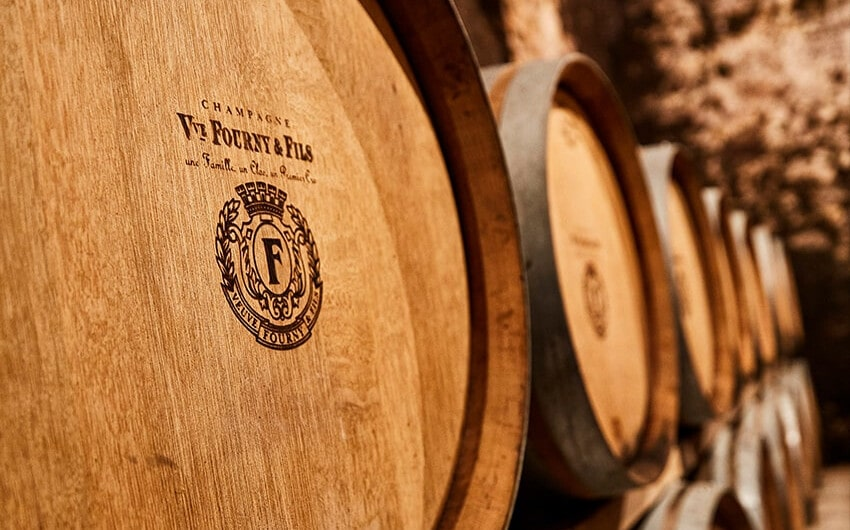 CHAMPAGNE
Vve FOURNY & FILS
une Famille, un Clos, un Premier Cru
F
VEUVE FOURNY & FILS